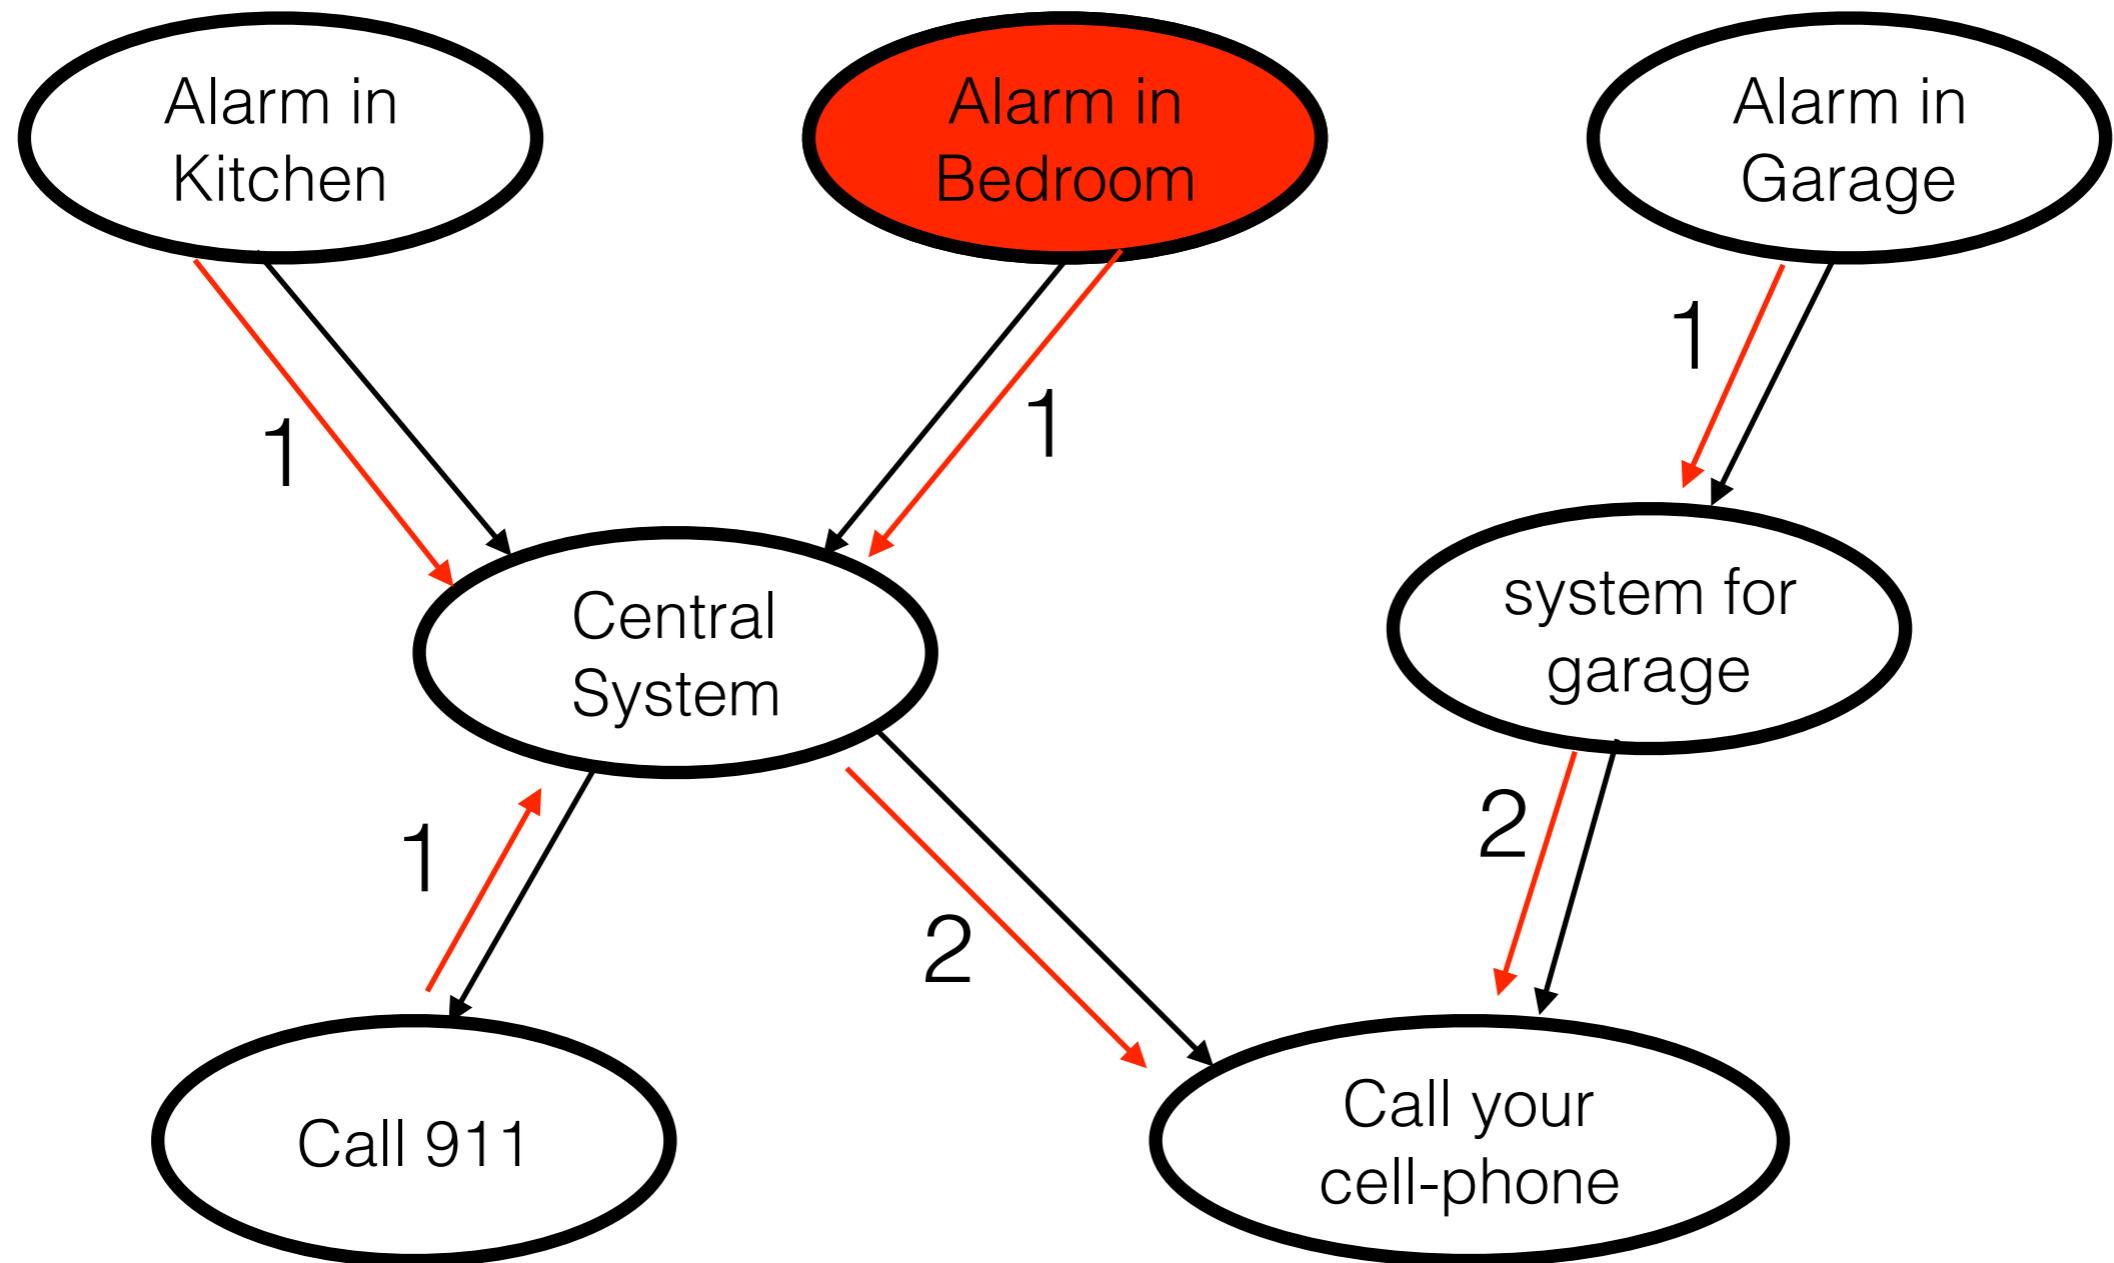 Alarm in
Kitchen
Alarm in
Bedroom
Alarm in
Garage
1
1
1
Central
System
system for
garage
1
2
2
Call 911
Call your
cell-phone